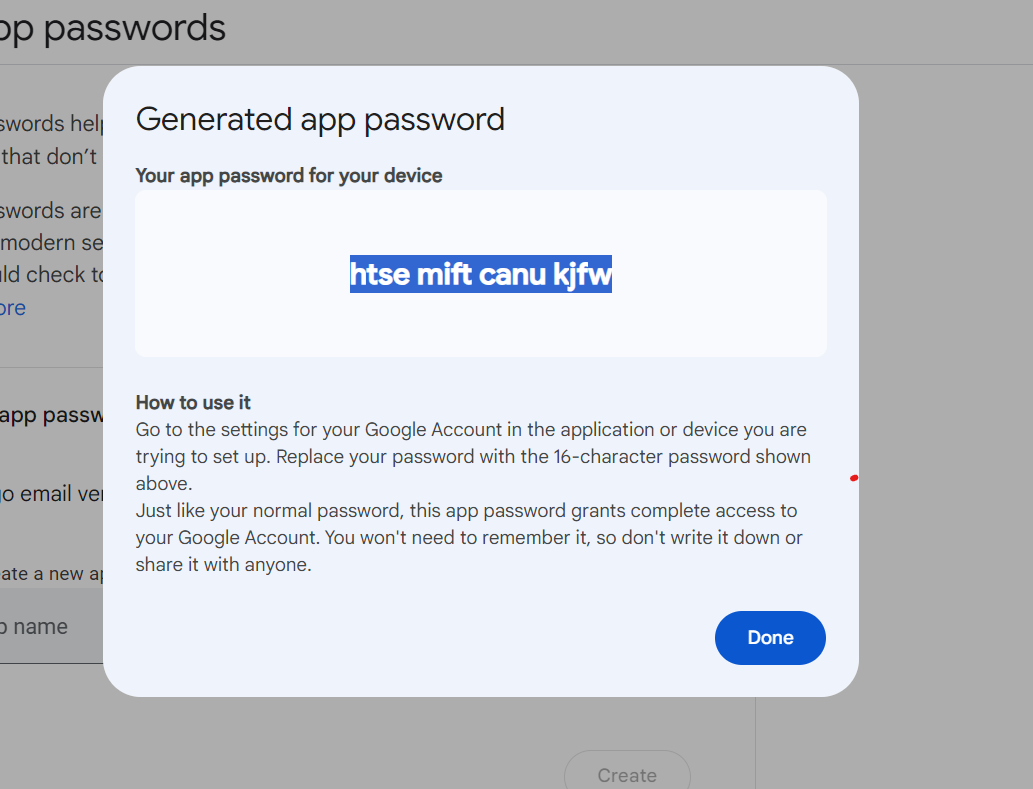 pp passwords
swords help
that don't
swords are
modern se
uld check to
ore
app passw
go email ver
eate a new ap
p name
Generated app password
Your app password for your device
htse mift canu kjfw
How to use it
Go to the settings for your Google Account in the application or device you are
trying to set up. Replace your password with the 16-character password shown
above.
Just like your normal password, this app password grants complete access to
your Google Account. You won't need to remember it, so don't write it down or
share it with anyone.
Done
Create